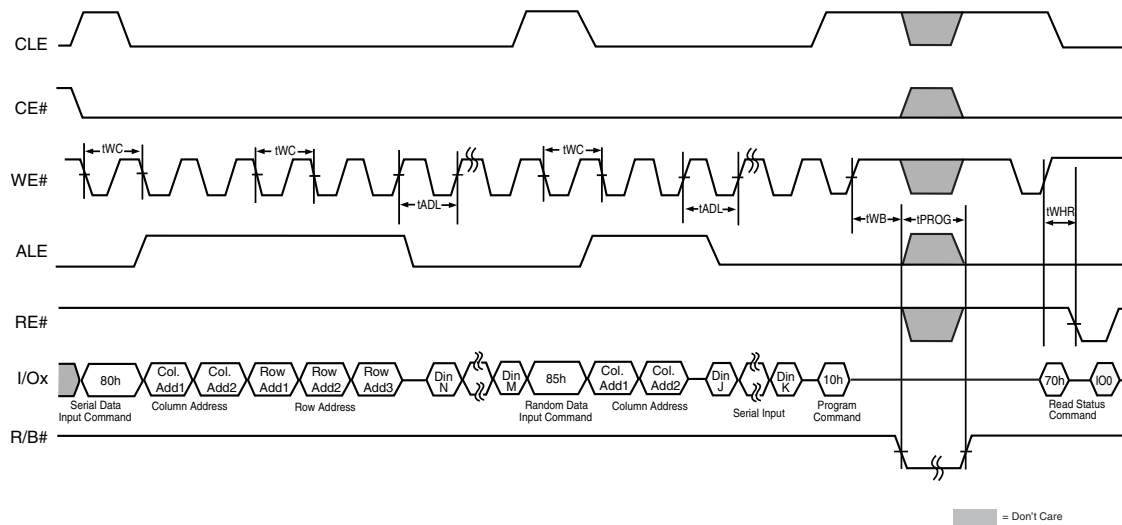 CLE
CE#
tWC tWC tWC
WE#
tADL tADL
tWB tPROG tWHR
ALE
RE#
I/Ox
80h
Col. Add1
Col. Add2
Row Add1
Row Add2
Row Add3
Din N
Din M
85h
Col. Add1
Col. Add2
Din J
Din K
10h
70h
IO0
Serial Data Input Command
Column Address
Row Address
Random Data Input Command
Column Address
Serial Input
Program Command
Read Status Command
R/B#
= Don't Care